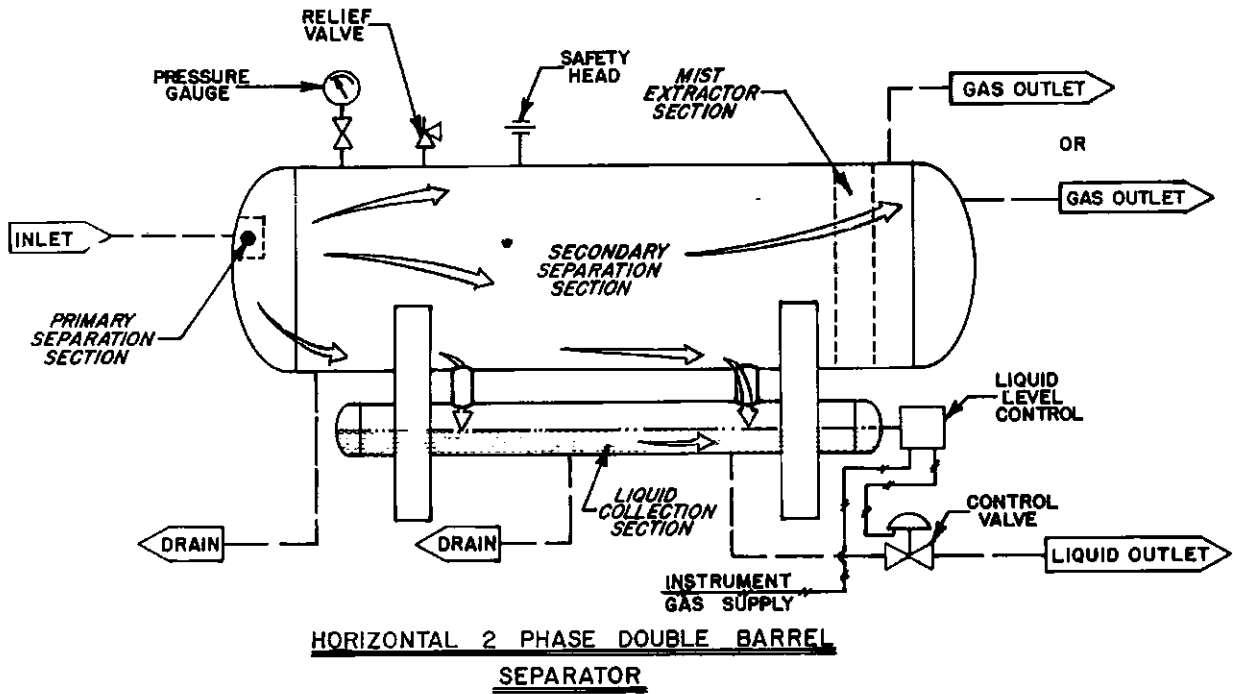 RELIEF
VALVE
PRESSURE
GAUGE
SAFETY
HEAD
MIST
EXTRACTOR
SECTION
GAS OUTLET
OR
GAS OUTLET
INLET
SECONDARY
SEPARATION
SECTION
PRIMARY
SEPARATION
SECTION
LIQUID
LEVEL
CONTROL
LIQUID
COLLECTION
SECTION
CONTROL
VALVE
DRAIN
DRAIN
LIQUID OUTLET
INSTRUMENT
GAS SUPPLY
HORIZONTAL 2 PHASE DOUBLE BARREL
SEPARATOR